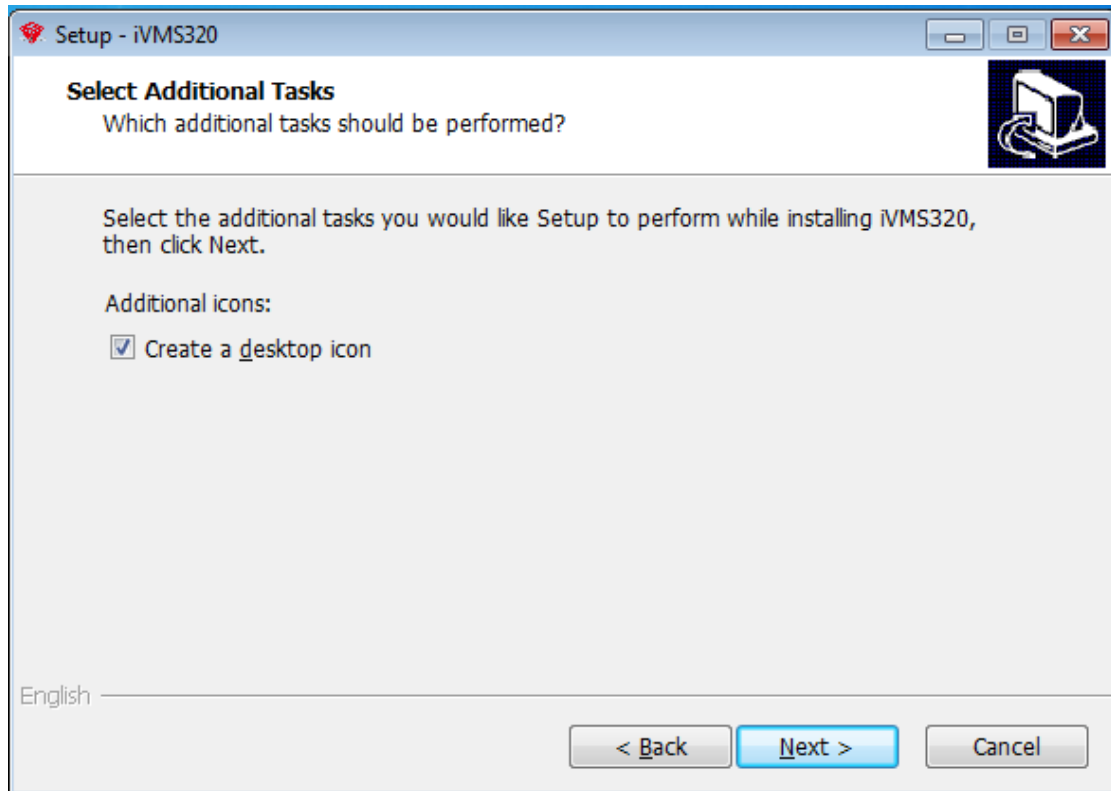 Setup - iVMS320
Select Additional Tasks
Which additional tasks should be performed?
Select the additional tasks you would like Setup to perform while installing iVMS320,
then click Next.
Additional icons:
Create a desktop icon
English
< Back
Next >
Cancel